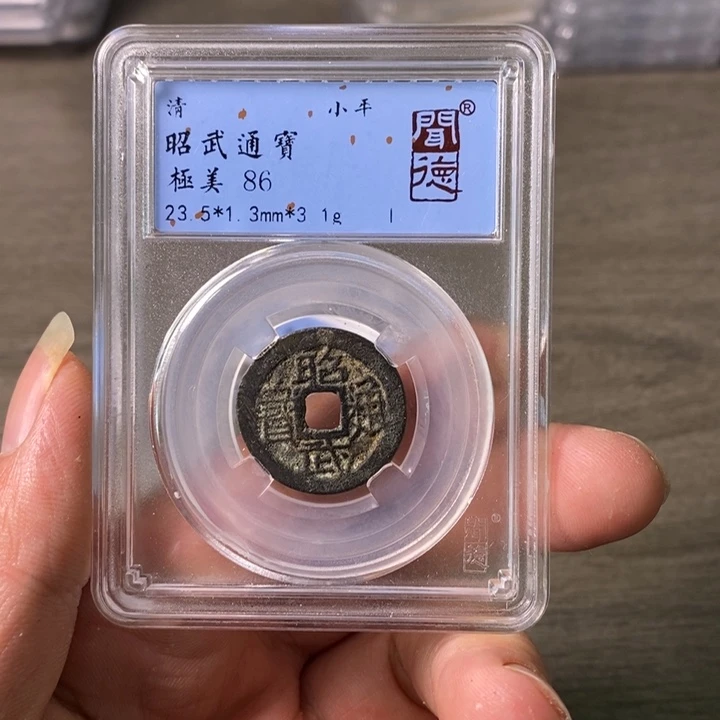 清 小平
昭武通寶
極美 86
23.5*1.3mm*3 1g
聞德®
昭武通寶